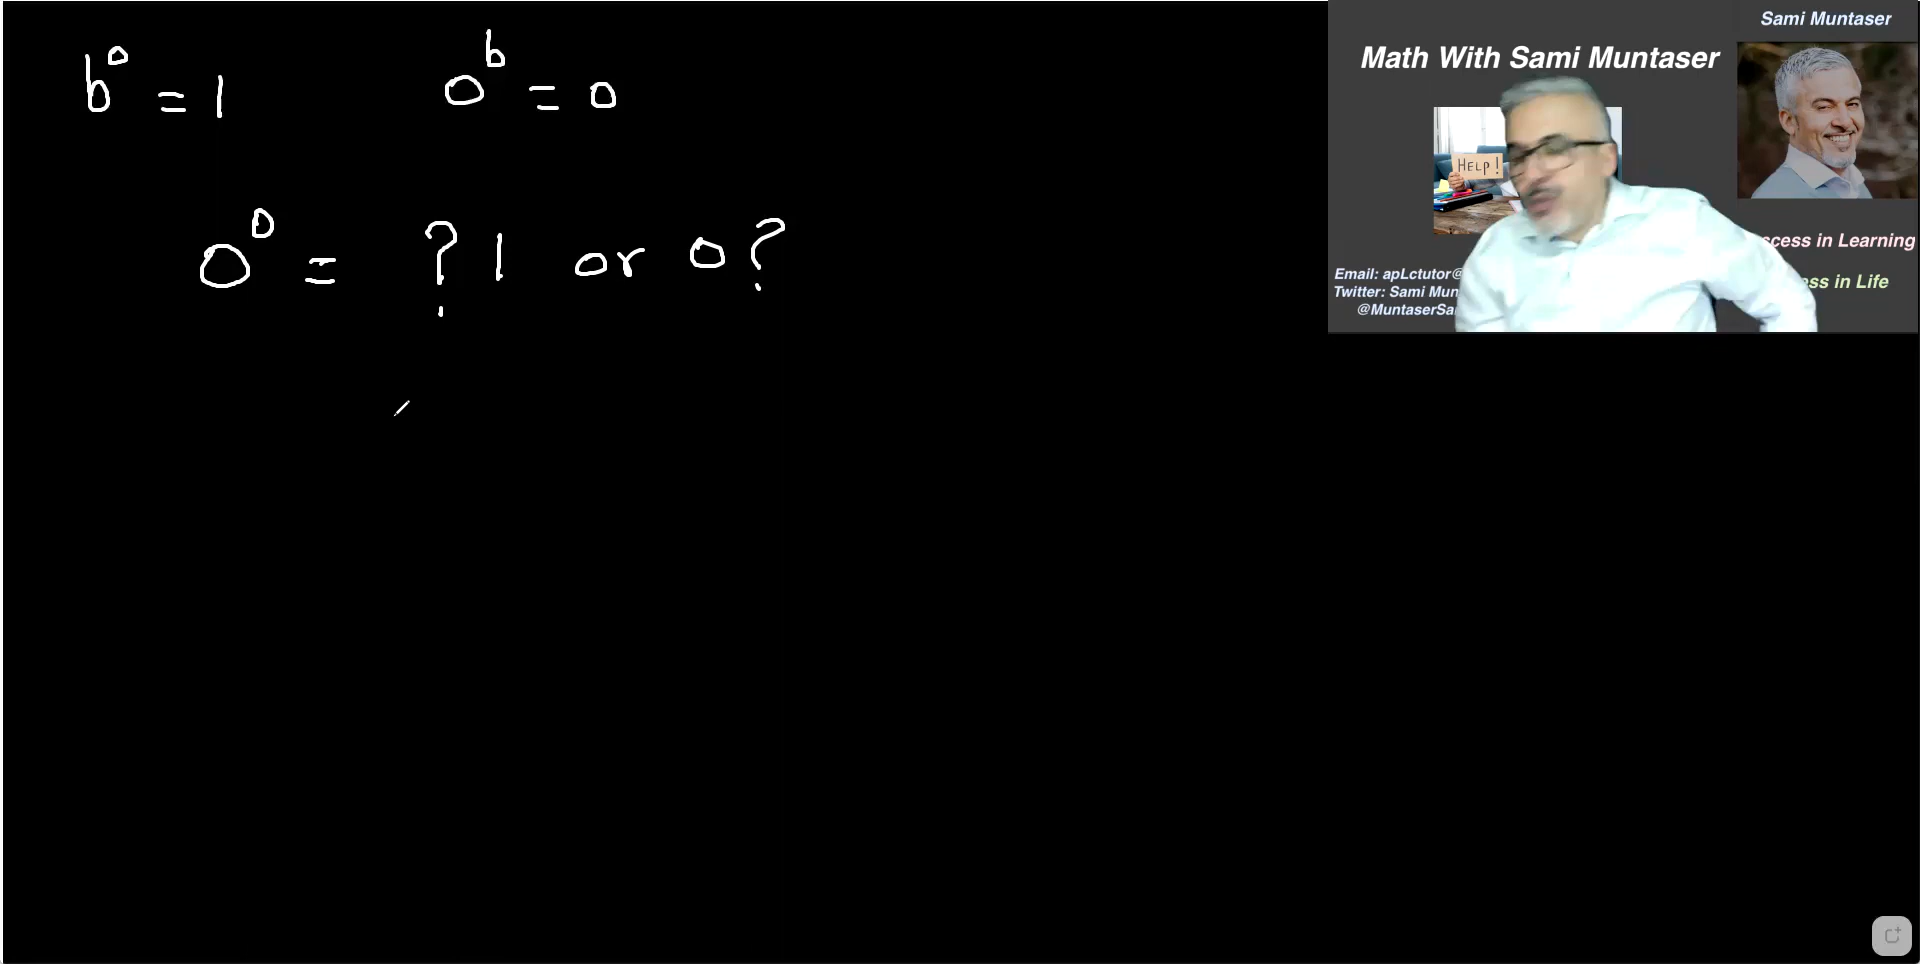 b⁰ = 1
0ᵇ = 0
0⁰ = ? 1 or 0?
Sami Muntaser
Math With Sami Muntaser
HELP!
ccess in Learning
ss in Life
Email: apLctutor@
Twitter: Sami Mun
@MuntaserSa